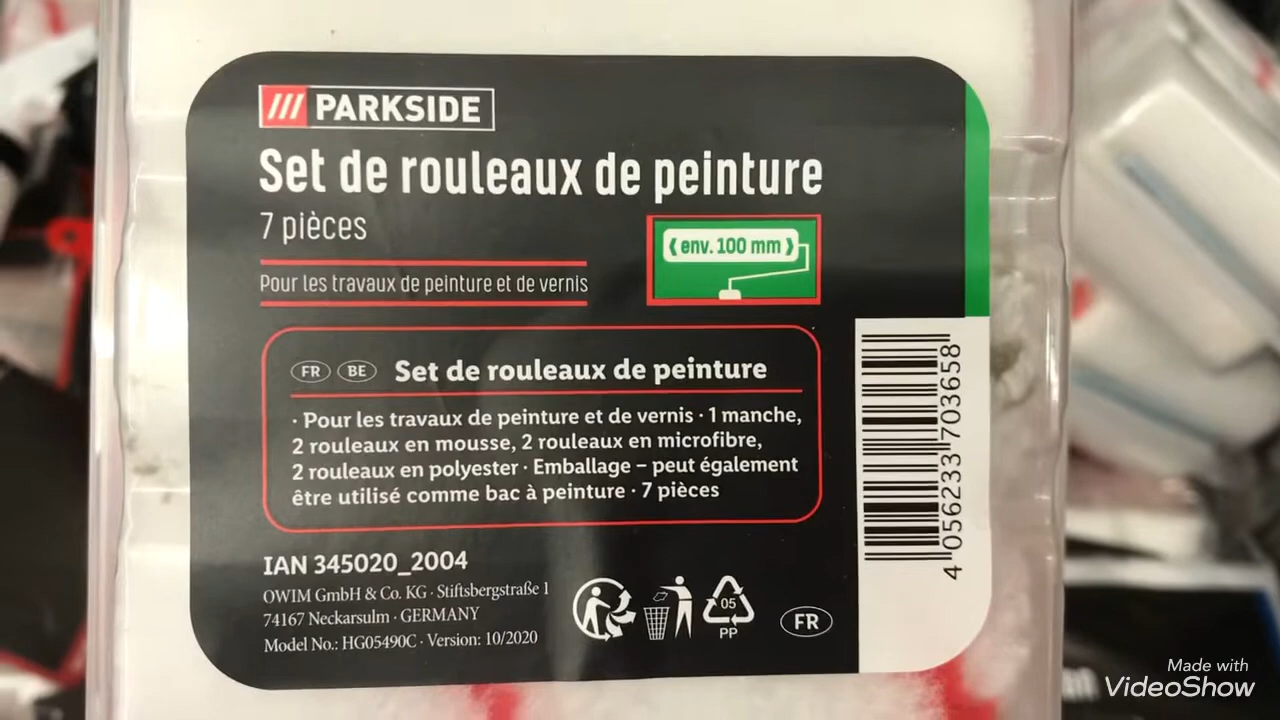 /// PARKSIDE
Set de rouleaux de peinture
7 pièces
env. 100 mm
Pour les travaux de peinture et de vernis
FR BE Set de rouleaux de peinture
· Pour les travaux de peinture et de vernis · 1 manche,
2 rouleaux en mousse, 2 rouleaux en microfibre,
2 rouleaux en polyester · Emballage – peut également
être utilisé comme bac à peinture · 7 pièces
IAN 345020_2004
OWIM GmbH & Co. KG · Stiftsbergstraße 1
74167 Neckarsulm · GERMANY
Model No.: HG05490C · Version: 10/2020
05
PP
FR
4 056233 703658
Made with
VideoShow